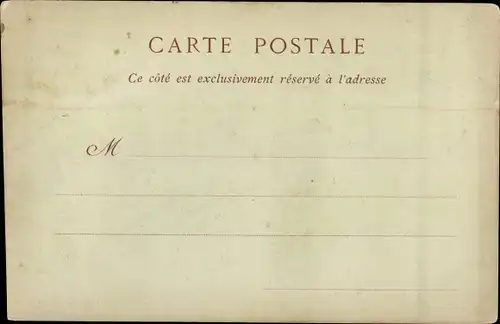 CARTE POSTALE
Ce côté est exclusivement réservé à l'adresse
M